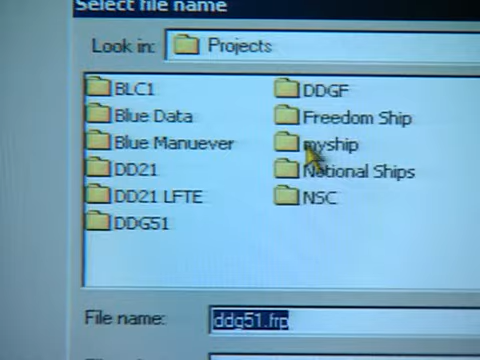 Select file name
Look in: Projects
BLC1
Blue Data
Blue Manuever
DD21
DD21 LFTE
DDG51
DDGF
Freedom Ship
myship
Notional Ships
NSC
File name: ddg51.frp